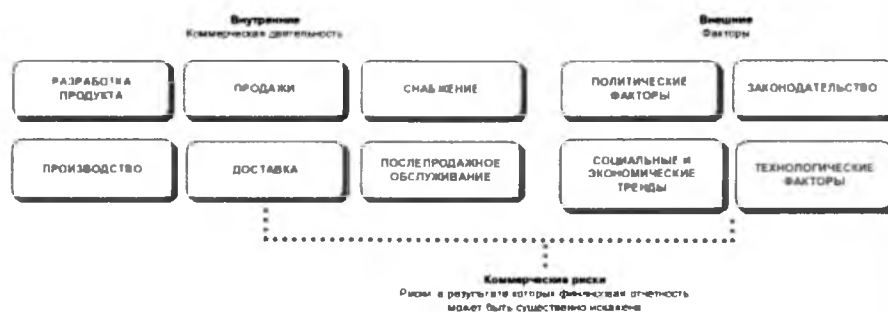 Внутренние
Коммерческая деятельность
Внешние
Факторы
РАЗРАБОТКА
ПРОДУКТА
ПРОДАЖИ
СНАБЖЕНИЕ
ПОЛИТИЧЕСКИЕ
ФАКТОРЫ
ЗАКОНОДАТЕЛЬСТВО
ПРОИЗВОДСТВО
ДОСТАВКА
ПОСЛЕПРОДАЖНОЕ
ОБСЛУЖИВАНИЕ
СОЦИАЛЬНЫЕ И
ЭКОНОМИЧЕСКИЕ
ТРЕНДЫ
ТЕХНОЛОГИЧЕСКИЕ
ФАКТОРЫ
Коммерческие риски
Риски в результате которых финансовая отчетность
может быть существенно искажена